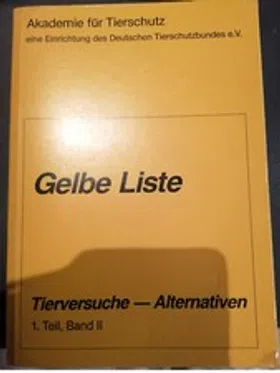 Akademie für Tierschutz
eine Einrichtung des Deutschen Tierschutzbundes e.V.
Gelbe Liste
Tierversuche — Alternativen
1. Teil, Band II